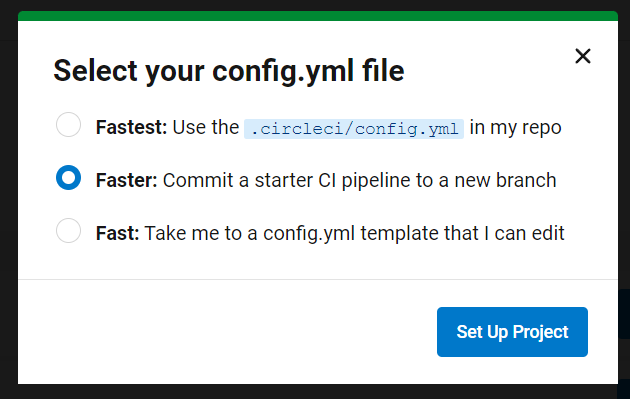 Select your config.yml file
Fastest: Use the .circleci/config.yml in my repo
Faster: Commit a starter CI pipeline to a new branch
Fast: Take me to a config.yml template that I can edit
Set Up Project